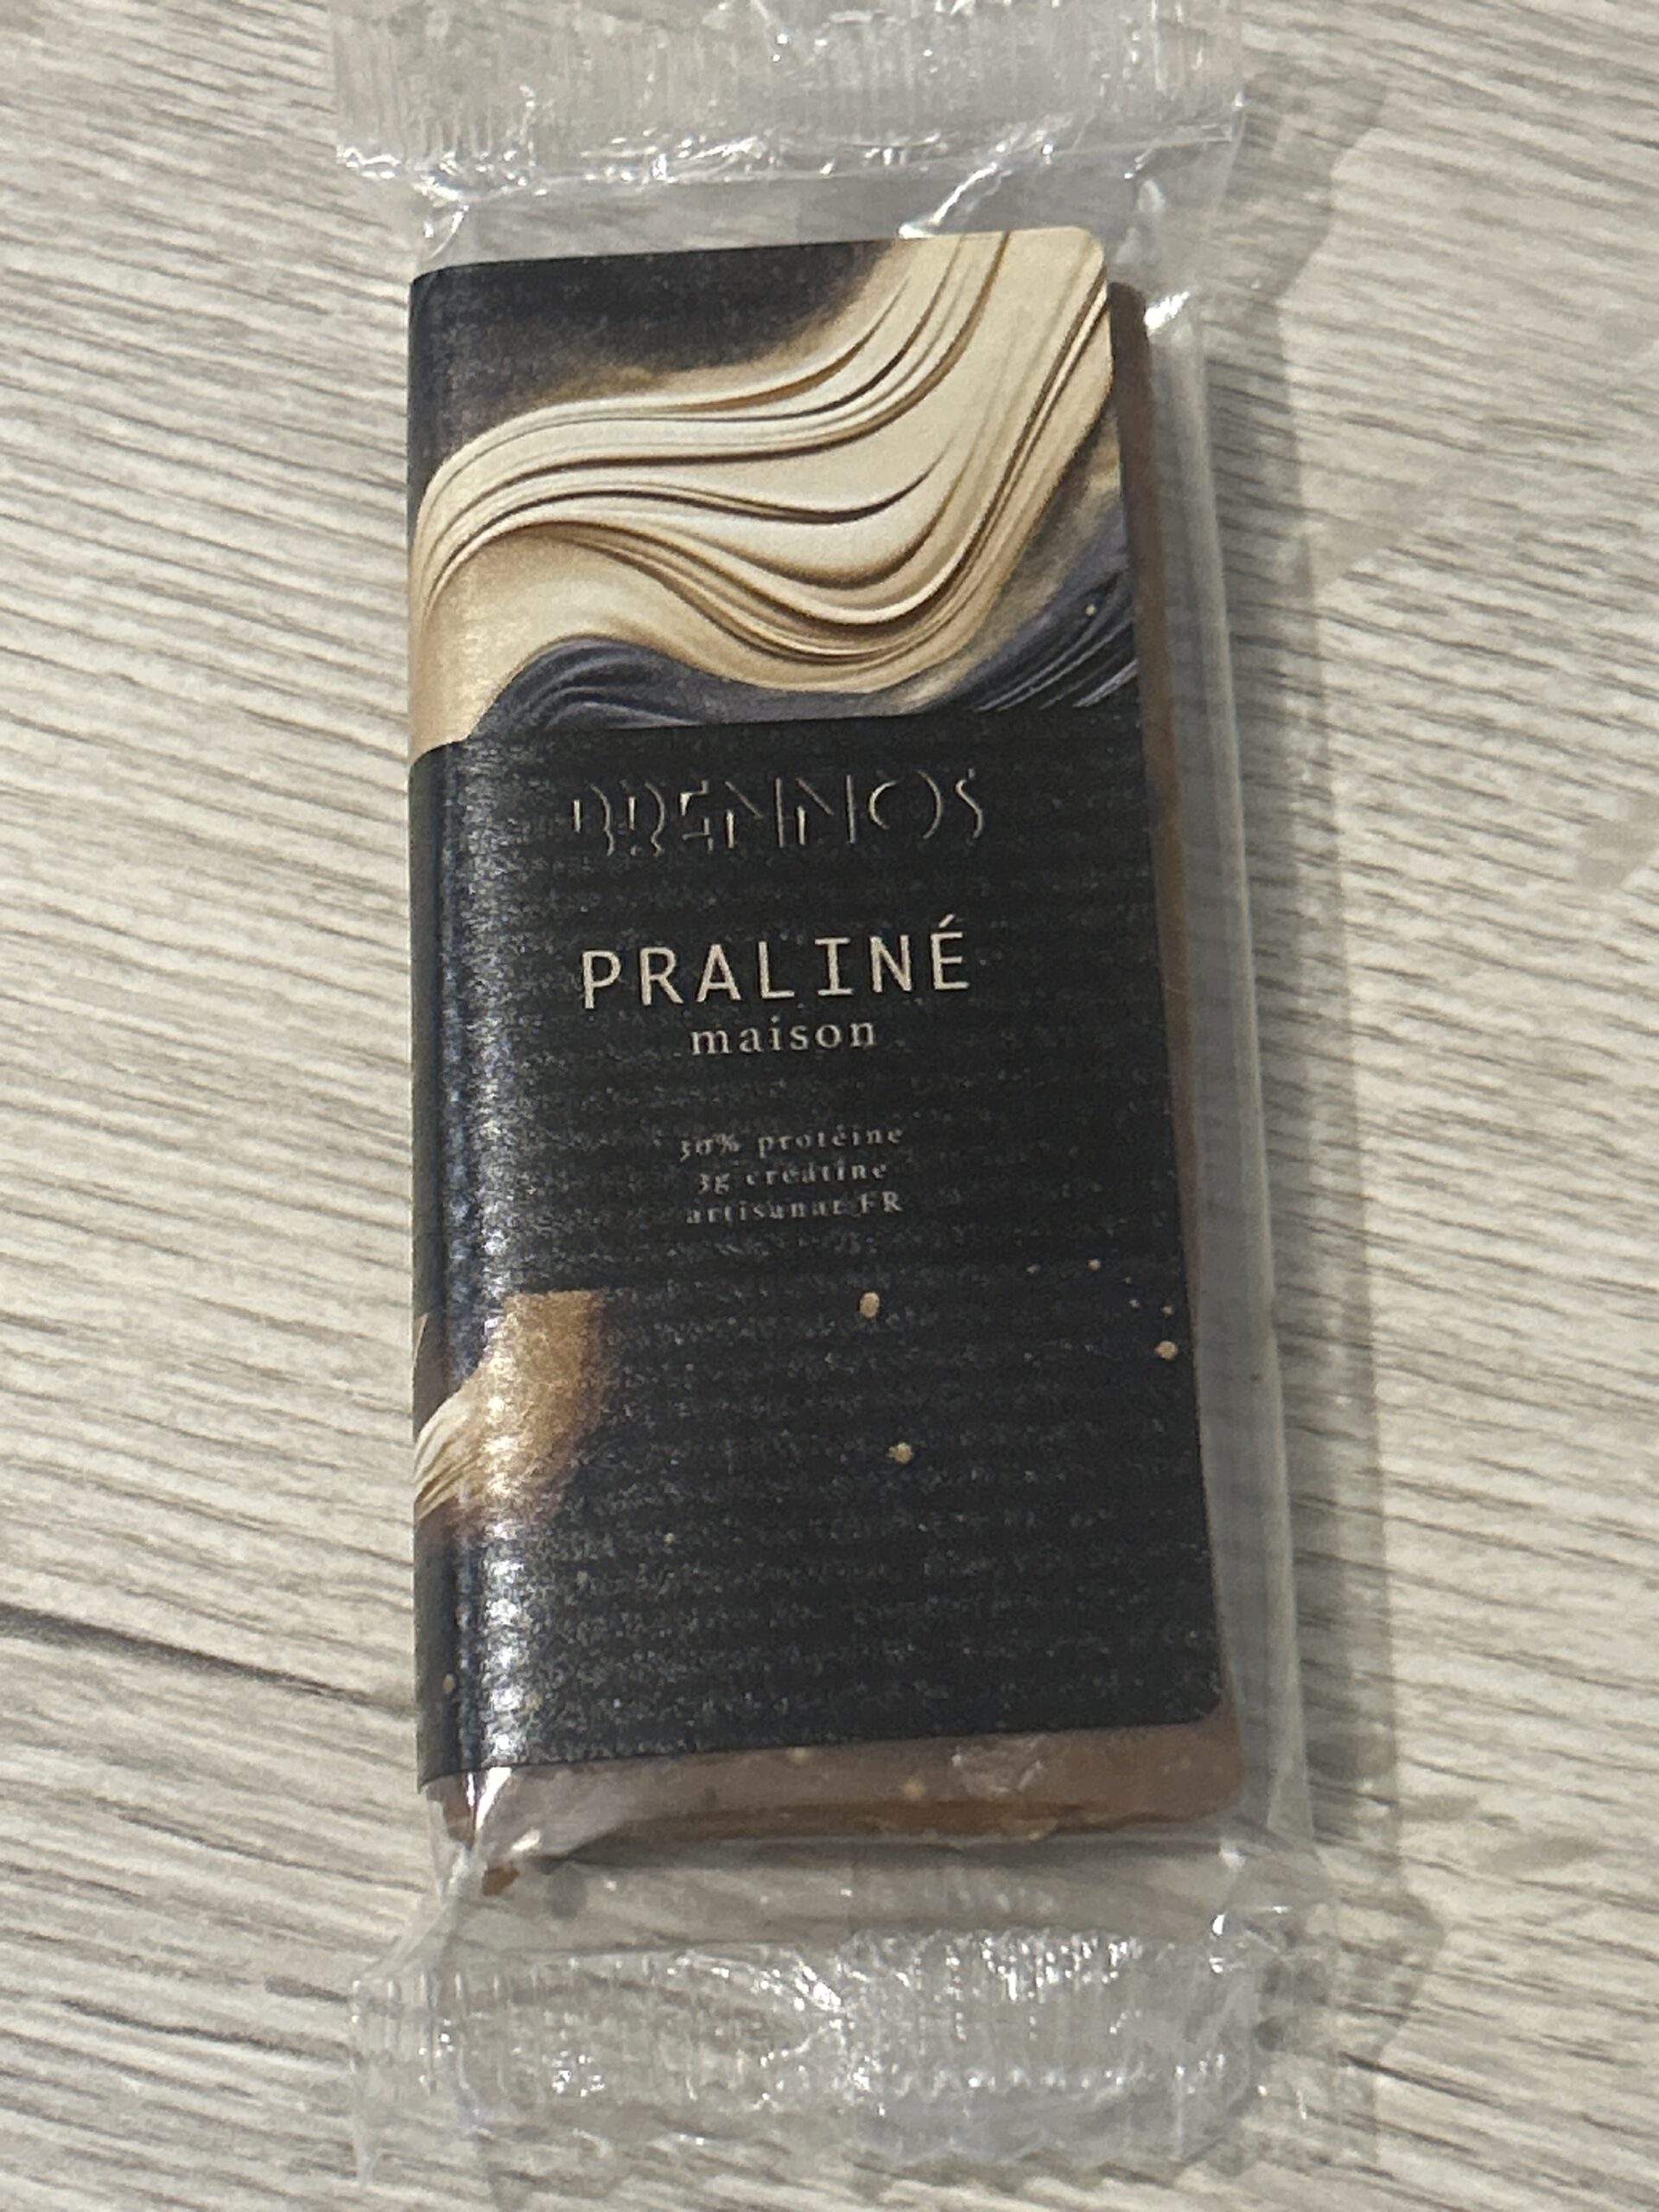 BRENNOS
PRALINÉ
maison
30% protéine
3g créatine
artisanat FR